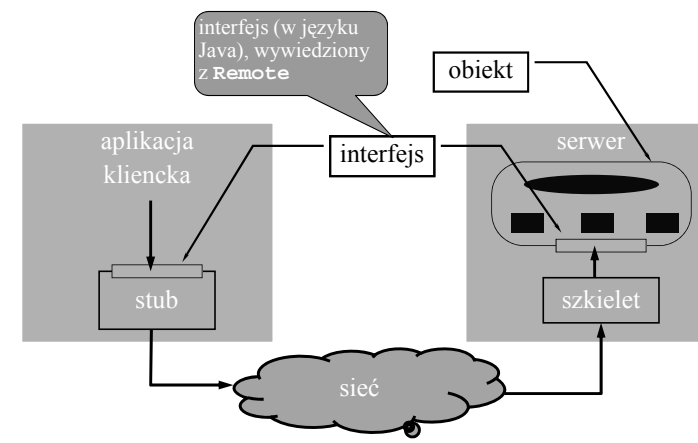 interfejs (w języku
Java), wywiedziony
z Remote
obiekt
aplikacja
kliencka
interfejs
serwer
stub
szkielet
sieć